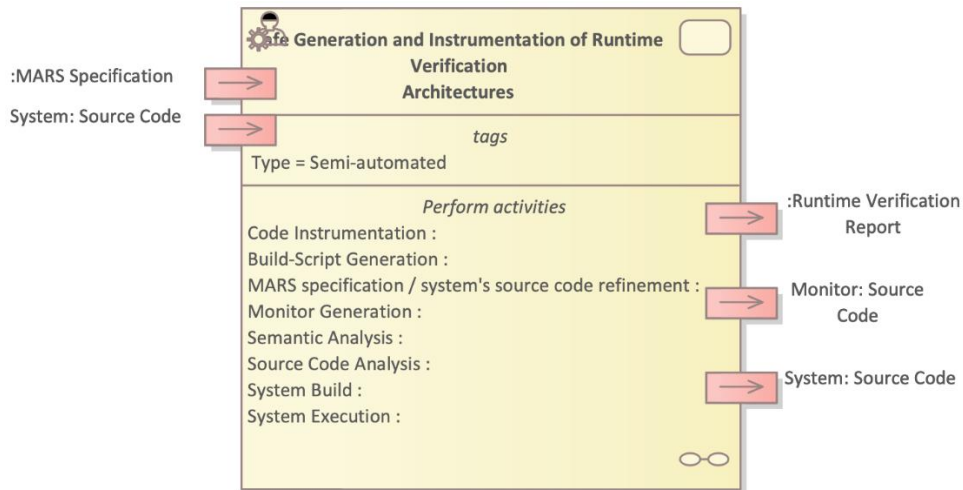 afe Generation and Instrumentation of Runtime
Verification
Architectures
:MARS Specification
System: Source Code
tags
Type = Semi-automated
Perform activities
Code Instrumentation :
Build-Script Generation :
MARS specification / system's source code refinement :
Monitor Generation :
Semantic Analysis :
Source Code Analysis :
System Build :
System Execution :
:Runtime Verification
Report
Monitor: Source
Code
System: Source Code